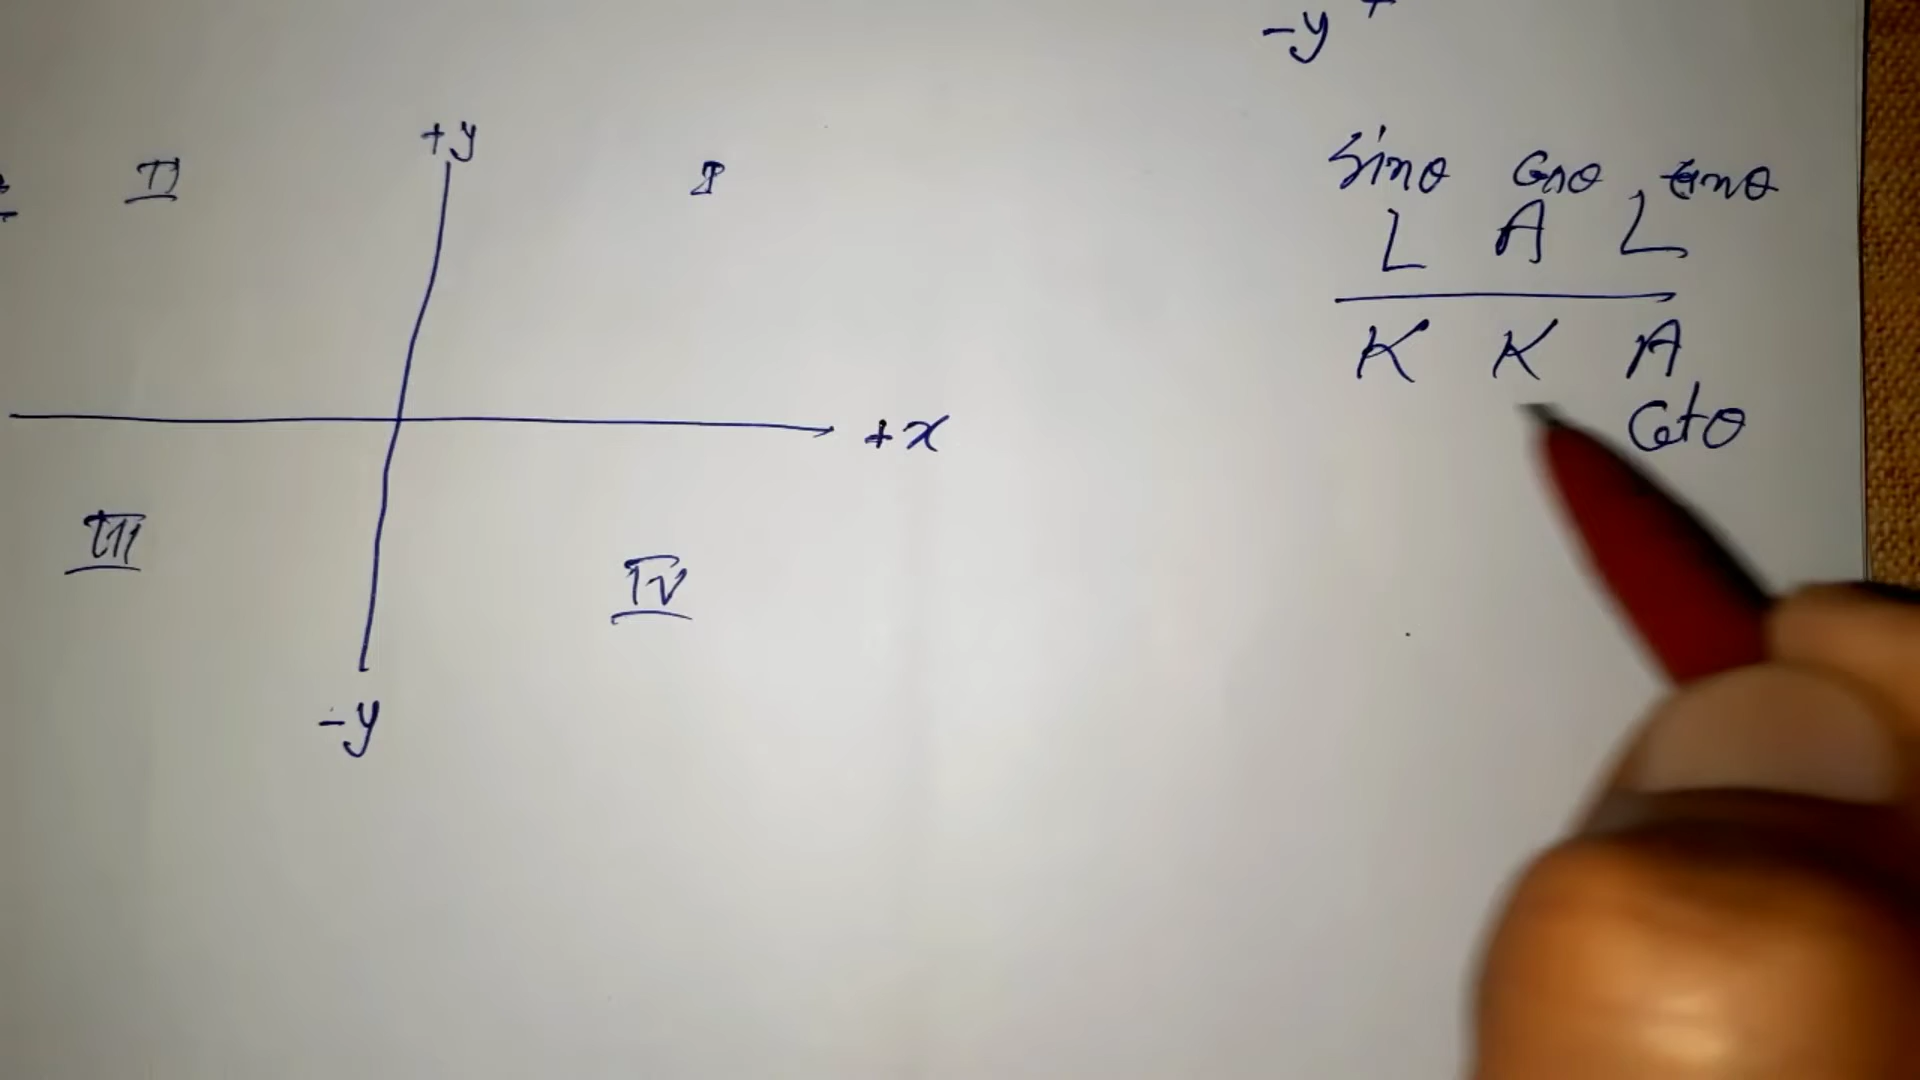 -y
+y
II
I
sinθ cosθ tanθ
L A L
K K A
cotθ
+x
III
IV
-y